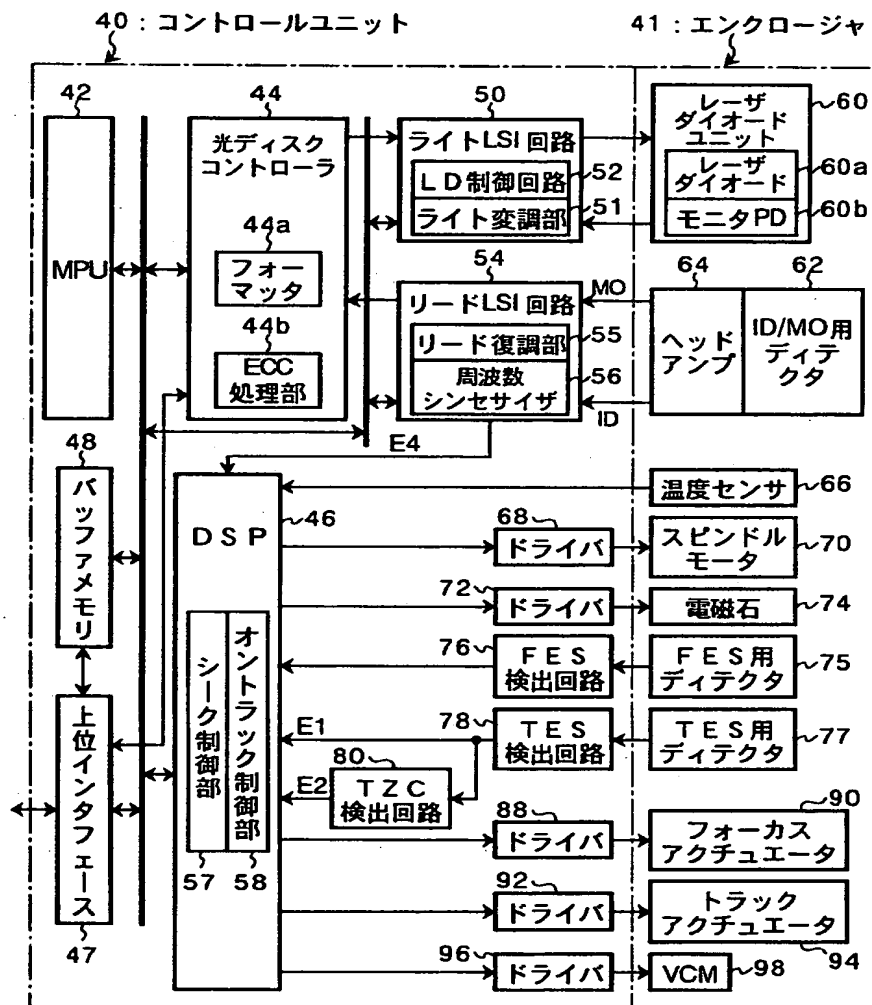 40：コントロールユニット
41：エンクロージャ
42
MPU
44
光ディスク
コントローラ
44a
フォー
マッタ
44b
ECC
処理部
50
ライトLSI回路
LD制御回路
52
ライト変調部
51
54
リードLSI回路
リード復調部
55
周波数
シンセサイザ
56
MO
ID
E4
レーザ
ダイオード
ユニット
60
レーザ
ダイオード
60a
モニタPD
60b
64
ヘッド
アンプ
62
ID/MO用
ディテ
クタ
48
バッファメモリ
上位インタフェース
47
DSP
46
シーク制御部
57
オントラック制御部
58
温度センサ
66
68
ドライバ
スピンドル
モータ
70
72
ドライバ
電磁石
74
76
FES
検出回路
FES用
ディテクタ
75
E1
78
TES
検出回路
TES用
ディテクタ
77
E2
80
TZC
検出回路
88
ドライバ
90
フォーカス
アクチュエータ
92
ドライバ
トラック
アクチュエータ
94
96
ドライバ
VCM
98